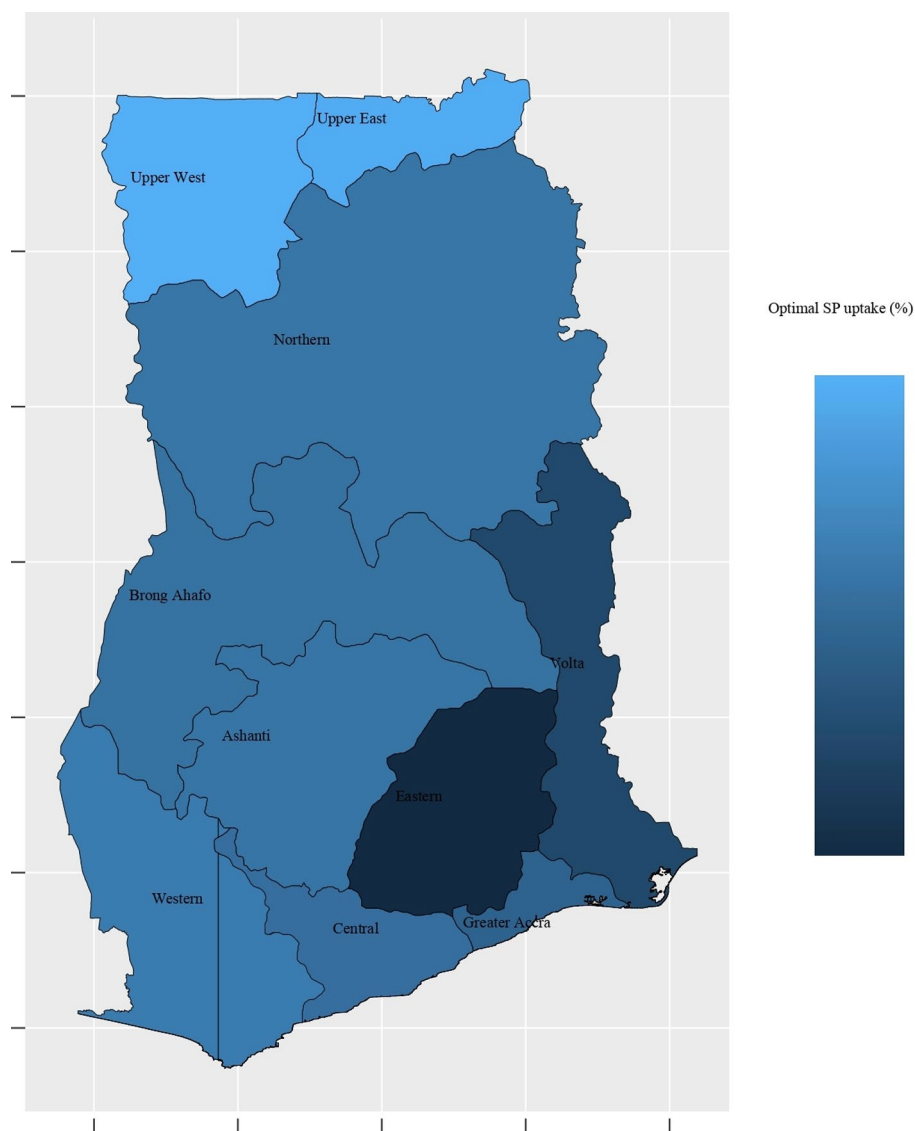 Upper East
Upper West
Optimal SP uptake (%)
Northern
Brong Ahafo
Volta
Ashanti
Eastern
Western
Greater Accra
Central